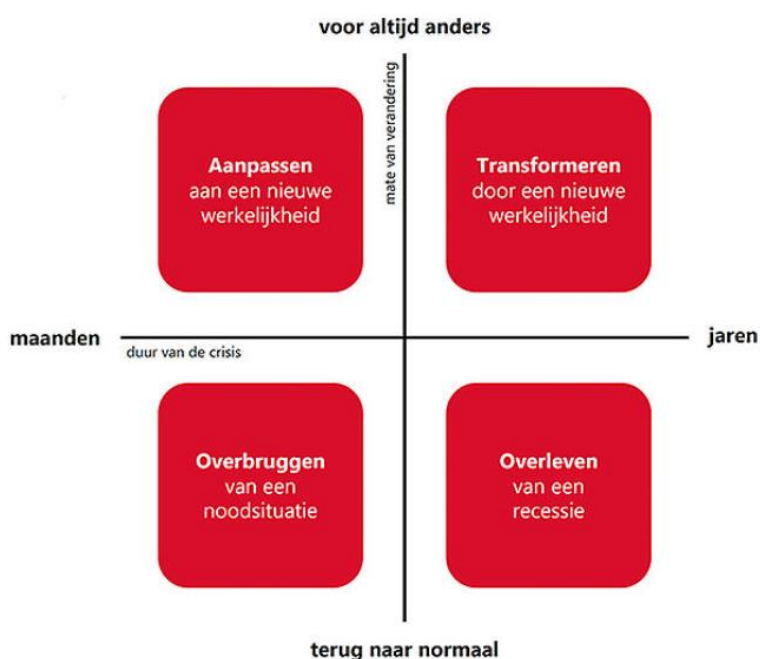 voor altijd anders
mate van verandering
Aanpassen
aan een nieuwe
werkelijkheid
Transformeren
door een nieuwe
werkelijkheid
maanden
duur van de crisis
jaren
Overbruggen
van een
noodsituatie
Overleven
van een
recessie
terug naar normaal